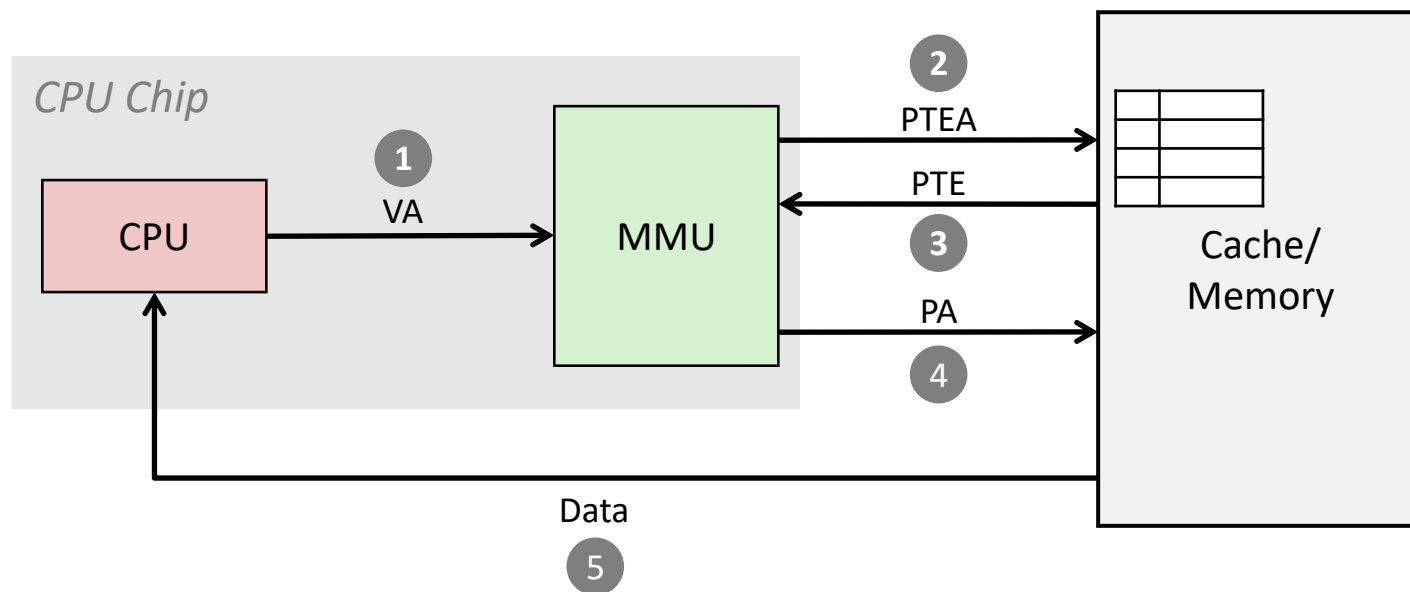 CPU Chip
CPU
1
VA
MMU
2
PTEA
PTE
3
PA
4
Cache/
Memory
Data
5